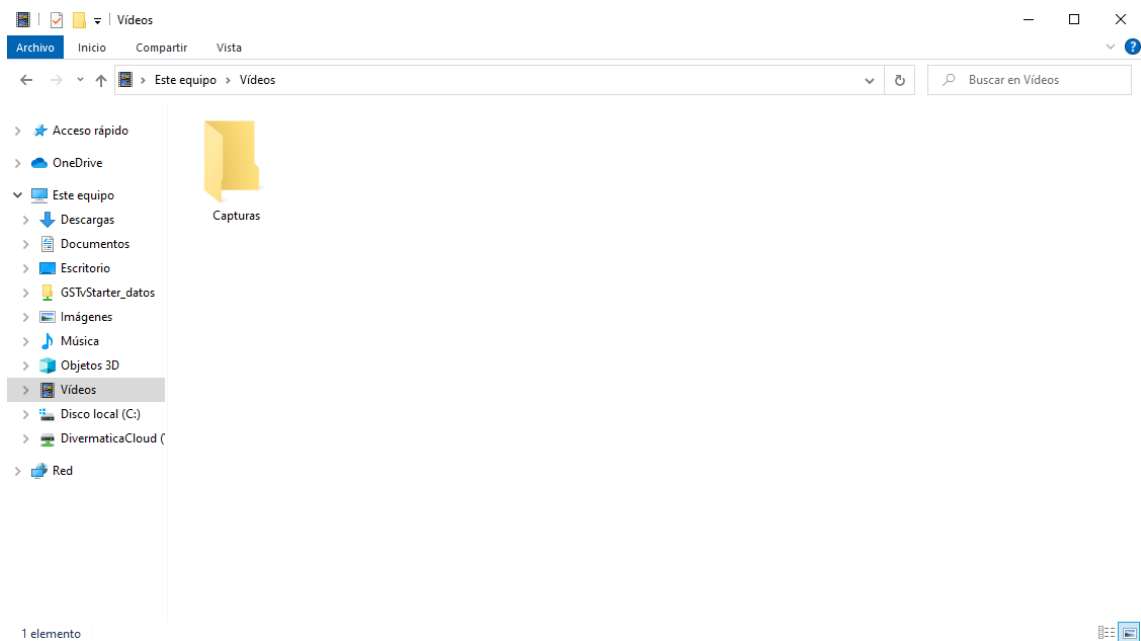 Vídeos
Archivo Inicio Compartir Vista
Este equipo > Vídeos
Buscar en Vídeos
Acceso rápido
OneDrive
Este equipo
Descargas
Documentos
Escritorio
GSTvStarter_datos
Imágenes
Música
Objetos 3D
Vídeos
Disco local (C:)
DivermaticaCloud (
Red
Capturas
1 elemento